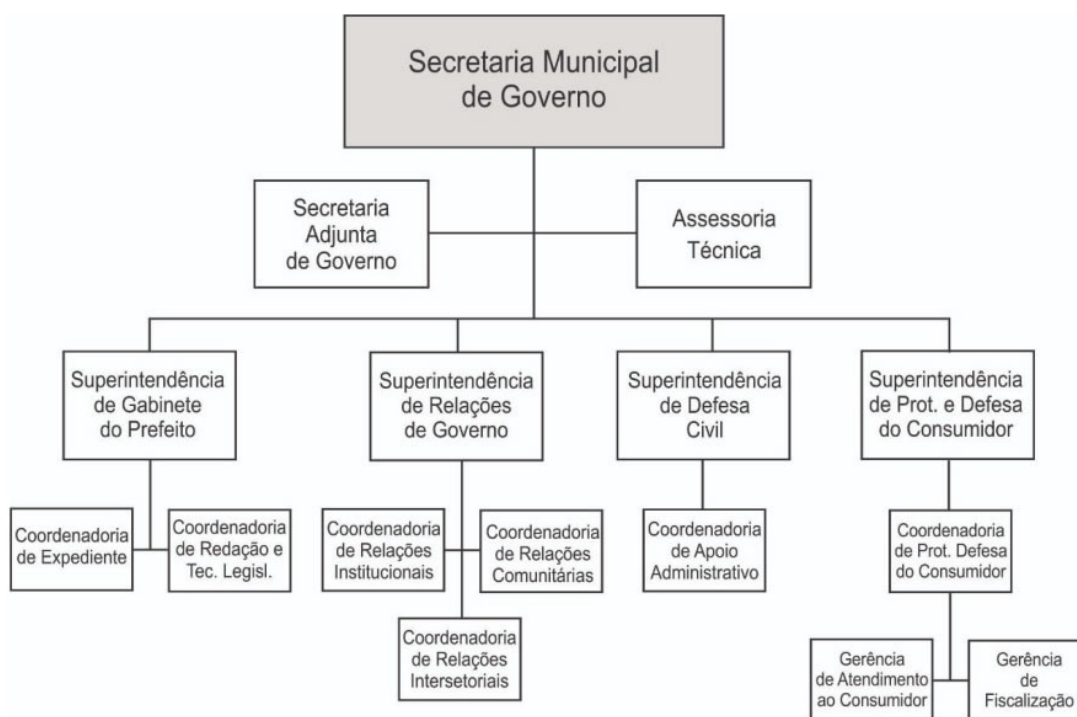 Secretaria Municipal
de Governo
Secretaria
Adjunta
de Governo
Assessoria
Técnica
Superintendência
de Gabinete
do Prefeito
Superintendência
de Relações
de Governo
Superintendência
de Defesa
Civil
Superintendência
de Prot. e Defesa
do Consumidor
Coordenadoria
de Expediente
Coordenadoria
de Redação e
Tec. Legisl.
Coordenadoria
de Relações
Institucionais
Coordenadoria
de Relações
Comunitárias
Coordenadoria
de Apoio
Administrativo
Coordenadoria
de Prot. Defesa
do Consumidor
Coordenadoria
de Relações
Intersetoriais
Gerência
de Atendimento
ao Consumidor
Gerência
de
Fiscalização